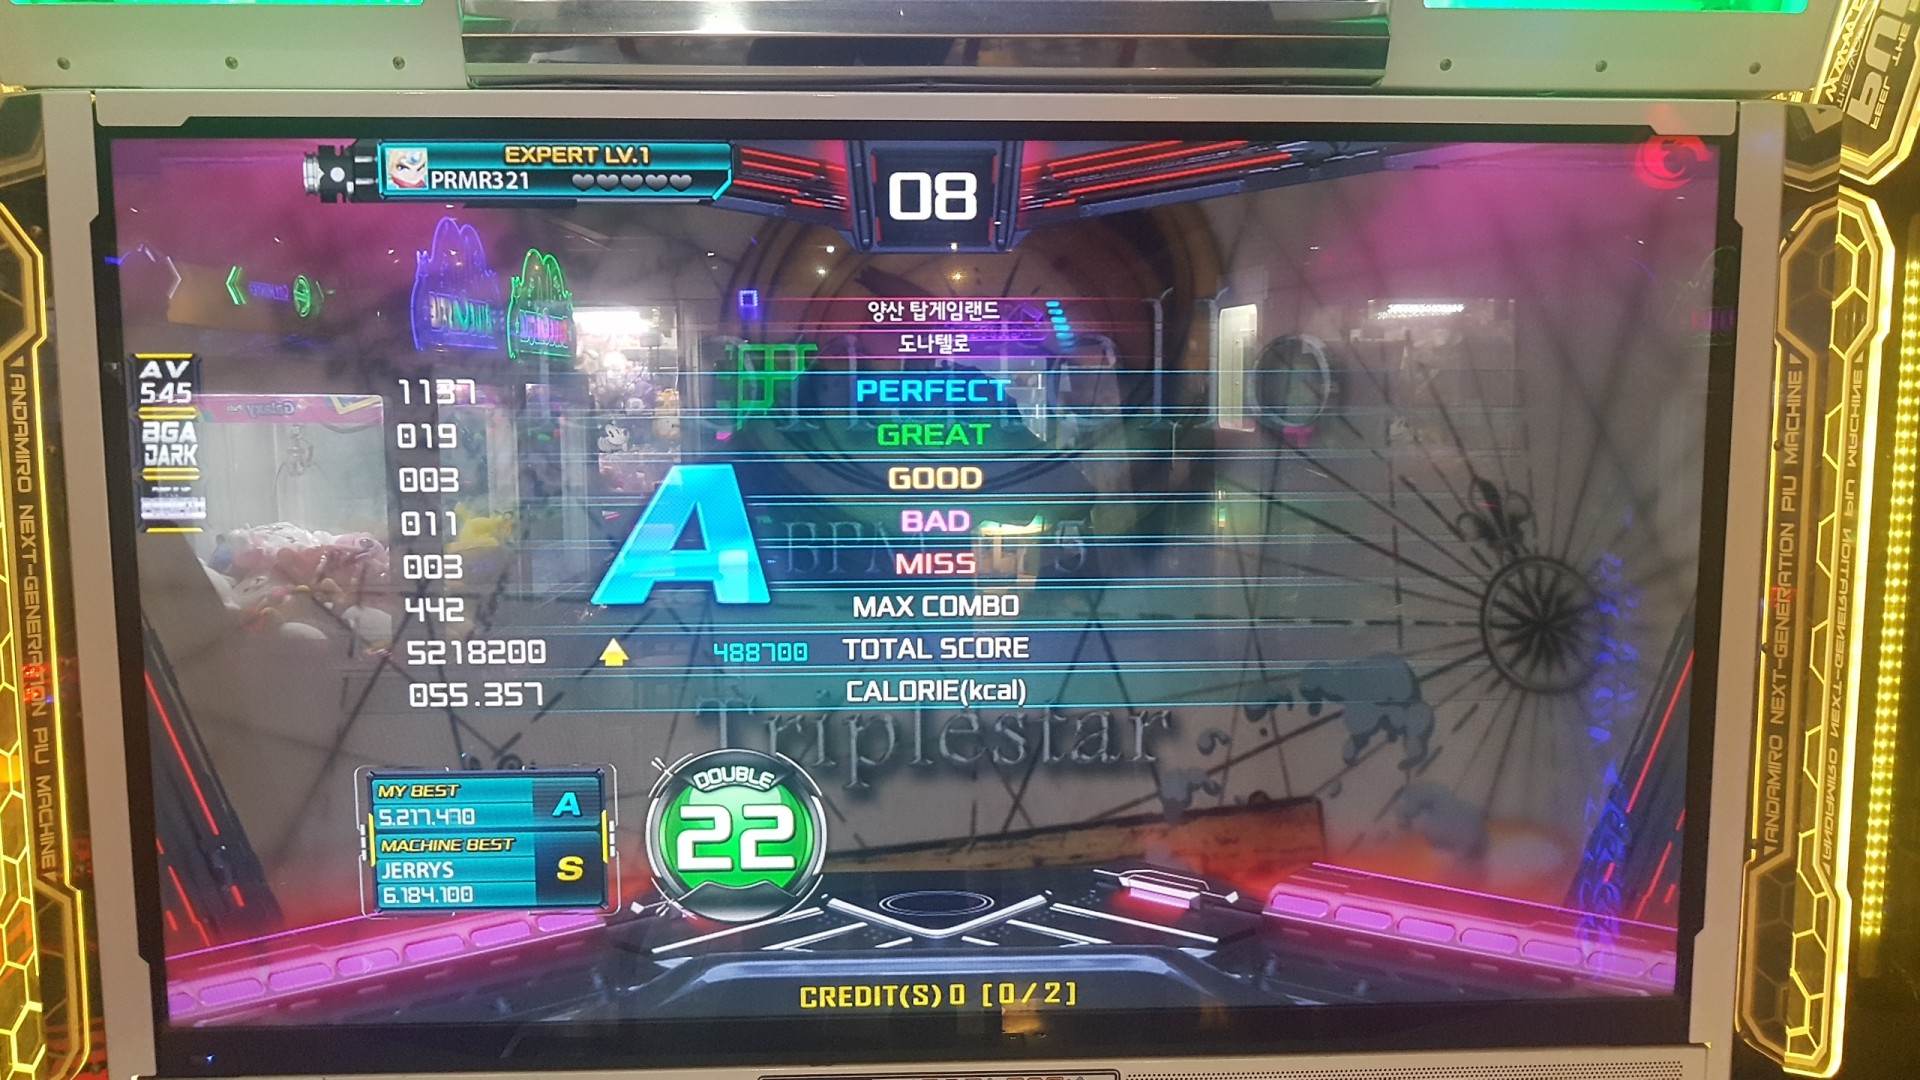 EXPERT LV.1
PRMR321
08
양산 탑게임랜드
도나텔로
AV
545
BGA
DARK
1137 PERFECT
019 GREAT
003 GOOD
A
011 BAD
003 MISS
442 MAX COMBO
5218200 488700 TOTAL SCORE
055.357 CALORIE(kcal)
Triplestar
MY BEST
5.217.470 A
MACHINE BEST
JERRYS S
6.184.100
DOUBLE
22
CREDIT(S) 0 [0/2]
ANDAMIRO NEXT-GENERATION PIU MACHINE
ANDAMIRO NEXT-GENERATION PIU MACHINE